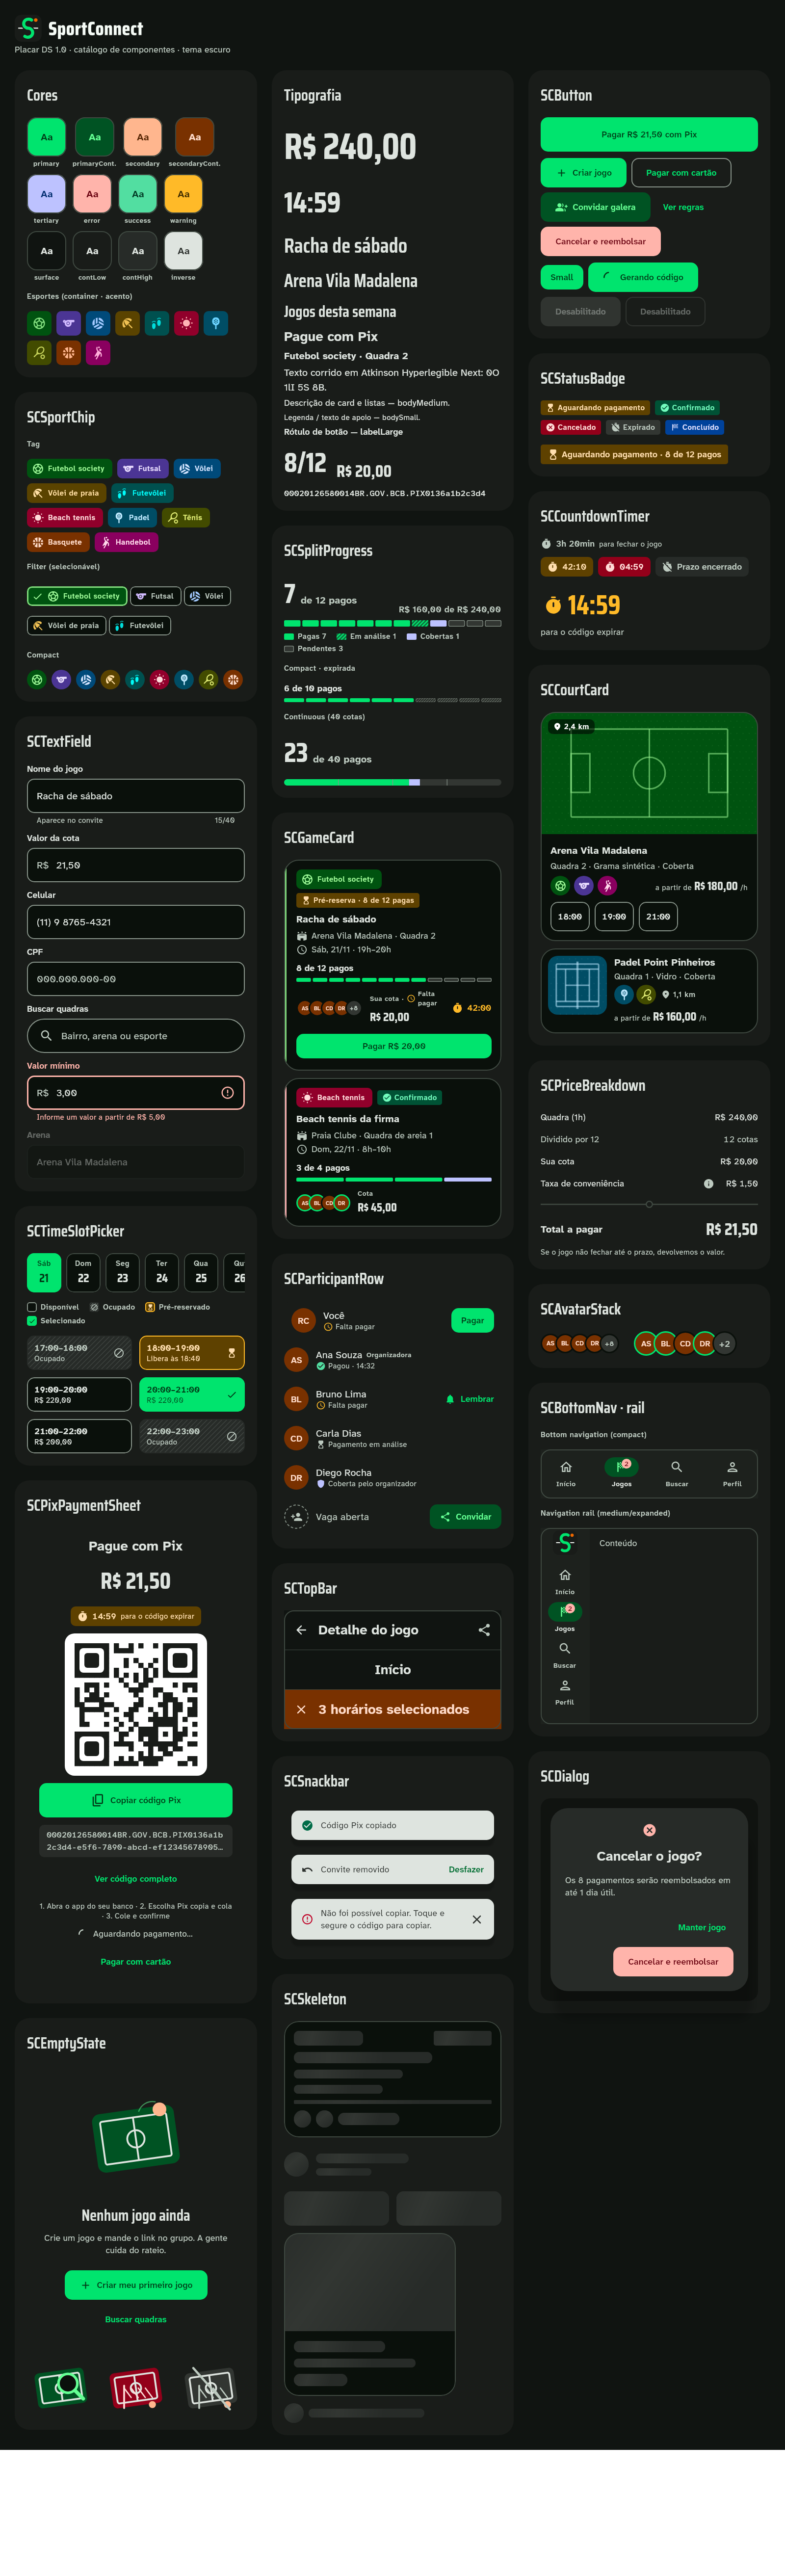 SportConnect
Placar DS 1.0 · catálogo de componentes · tema escuro
Cores
Aa Aa Aa Aa
primary primaryCont. secondary secondaryCont.
Aa Aa Aa Aa
tertiary error success warning
Aa Aa Aa Aa
surface contLow contHigh inverse
Esportes (container · acento)
SCSportChip
Tag
Futebol society Futsal Vôlei
Vôlei de praia Futevôlei
Beach tennis Padel Tênis
Basquete Handebol
Filter (selecionável)
Futebol society Futsal Vôlei
Vôlei de praia Futevôlei
Compact
SCTextField
Nome do jogo
Racha de sábado
Aparece no convite 15/40
Valor da cota
R$ 21,50
Celular
(11) 9 8765-4321
CPF
000.000.000-00
Buscar quadras
Bairro, arena ou esporte
Valor mínimo
R$ 3,00
Informe um valor a partir de R$ 5,00
Arena
Arena Vila Madalena
SCTimeSlotPicker
Sáb Dom Seg Ter Qua Qu
21 22 23 24 25 26
Disponível Ocupado Pré-reservado
Selecionado
17:00–18:00
Ocupado
18:00–19:00
Libera às 18:40
19:00–20:00
R$ 220,00
20:00–21:00
R$ 220,00
21:00–22:00
R$ 200,00
22:00–23:00
Ocupado
SCPixPaymentSheet
Pague com Pix
R$ 21,50
14:59 para o código expirar
Copiar código Pix
00020126580014BR.GOV.BCB.PIX0136a1b
2c3d4-e5f6-7890-abcd-ef12345678905…
Ver código completo
1. Abra o app do seu banco · 2. Escolha Pix copia e cola
· 3. Cole e confirme
Aguardando pagamento…
Pagar com cartão
SCEmptyState
Nenhum jogo ainda
Crie um jogo e mande o link no grupo. A gente
cuida do rateio.
Criar meu primeiro jogo
Buscar quadras
Tipografia
R$ 240,00
14:59
Racha de sábado
Arena Vila Madalena
Jogos desta semana
Pague com Pix
Futebol society · Quadra 2
Texto corrido em Atkinson Hyperlegible Next: 0O
1lI 5S 8B.
Descrição de card e listas — bodyMedium.
Legenda / texto de apoio — bodySmall.
Rótulo de botão — labelLarge
8/12 R$ 20,00
00020126580014BR.GOV.BCB.PIX0136a1b2c3d4
SCSplitProgress
7 de 12 pagos
R$ 160,00 de R$ 240,00
Pagas 7 Em análise 1 Cobertas 1
Pendentes 3
Compact · expirada
6 de 10 pagos
Continuous (40 cotas)
23 de 40 pagos
SCGameCard
Futebol society
Pré-reserva · 8 de 12 pagas
Racha de sábado
Arena Vila Madalena · Quadra 2
Sáb, 21/11 · 19h–20h
8 de 12 pagos
AS BL CD DR +8
Sua cota · Falta pagar
R$ 20,00
42:00
Pagar R$ 20,00
Beach tennis Confirmado
Beach tennis da firma
Praia Clube · Quadra de areia 1
Dom, 22/11 · 8h–10h
3 de 4 pagos
AS BL CD DR
Cota
R$ 45,00
SCParticipantRow
RC Você
Falta pagar
Pagar
AS Ana Souza Organizadora
Pagou · 14:32
BL Bruno Lima
Falta pagar
Lembrar
CD Carla Dias
Pagamento em análise
DR Diego Rocha
Coberta pelo organizador
Vaga aberta
Convidar
SCTopBar
Detalhe do jogo
Início
3 horários selecionados
SCSnackbar
Código Pix copiado
Convite removido Desfazer
Não foi possível copiar. Toque e
segure o código para copiar.
SCSkeleton
SCButton
Pagar R$ 21,50 com Pix
Criar jogo Pagar com cartão
Convidar galera Ver regras
Cancelar e reembolsar
Small Gerando código
Desabilitado Desabilitado
SCStatusBadge
Aguardando pagamento Confirmado
Cancelado Expirado Concluído
Aguardando pagamento · 8 de 12 pagos
SCCountdownTimer
3h 20min para fechar o jogo
42:10 04:59 Prazo encerrado
14:59
para o código expirar
SCCourtCard
2,4 km
Arena Vila Madalena
Quadra 2 · Grama sintética · Coberta
a partir de R$ 180,00 /h
18:00 19:00 21:00
Padel Point Pinheiros
Quadra 1 · Vidro · Coberta
1,1 km
a partir de R$ 160,00 /h
SCPriceBreakdown
Quadra (1h) R$ 240,00
Dividido por 12 12 cotas
Sua cota R$ 20,00
Taxa de conveniência R$ 1,50
Total a pagar R$ 21,50
Se o jogo não fechar até o prazo, devolvemos o valor.
SCAvatarStack
AS BL CD DR +8 AS BL CD DR +2
SCBottomNav · rail
Bottom navigation (compact)
2
Início Jogos Buscar Perfil
Navigation rail (medium/expanded)
Conteúdo
Início
2
Jogos
Buscar
Perfil
SCDialog
Cancelar o jogo?
Os 8 pagamentos serão reembolsados em
até 1 dia útil.
Manter jogo
Cancelar e reembolsar